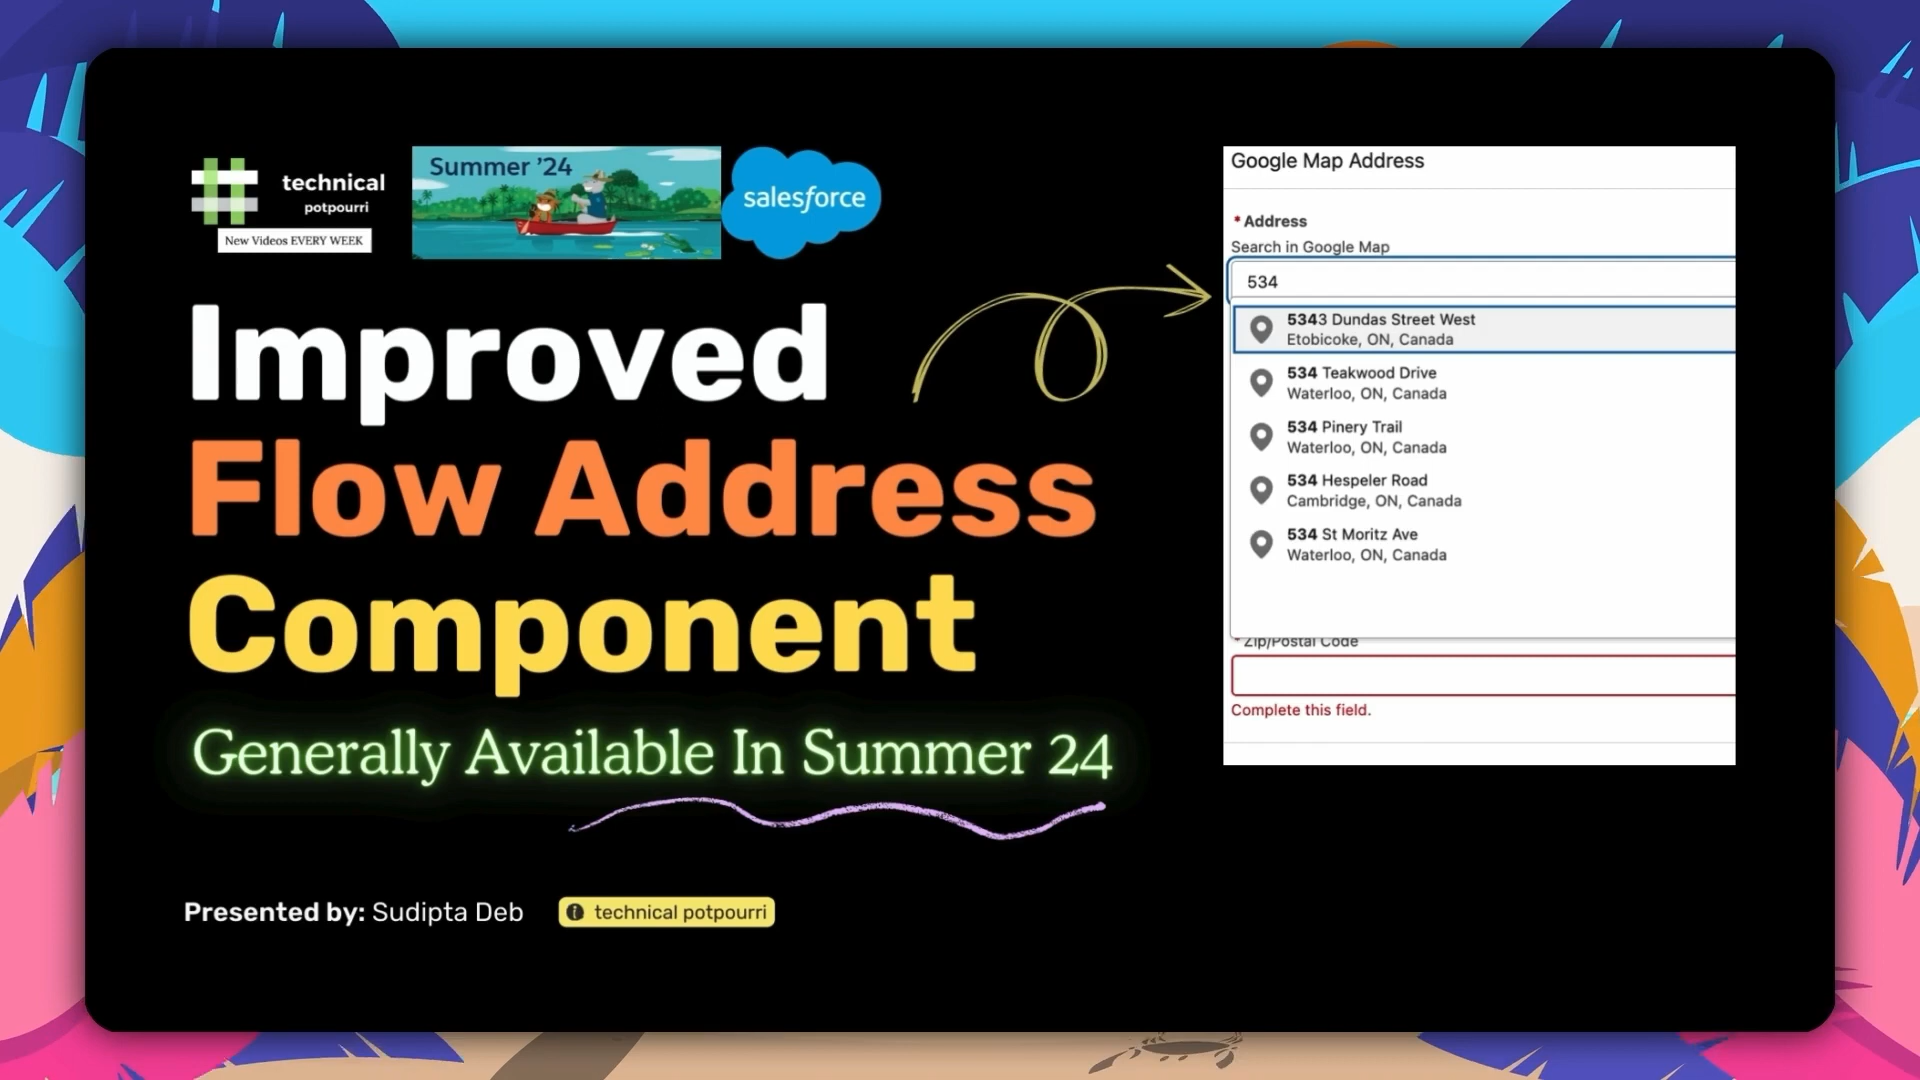 technical
potpourri
New Videos EVERY WEEK
Summer '24
salesforce
Improved
Flow Address
Component
Generally Available In Summer 24
Presented by: Sudipta Deb
technical potpourri
Google Map Address
* Address
Search in Google Map
534
5343 Dundas Street West
Etobicoke, ON, Canada
534 Teakwood Drive
Waterloo, ON, Canada
534 Pinery Trail
Waterloo, ON, Canada
534 Hespeler Road
Cambridge, ON, Canada
534 St Moritz Ave
Waterloo, ON, Canada
* Zip/Postal Code
Complete this field.